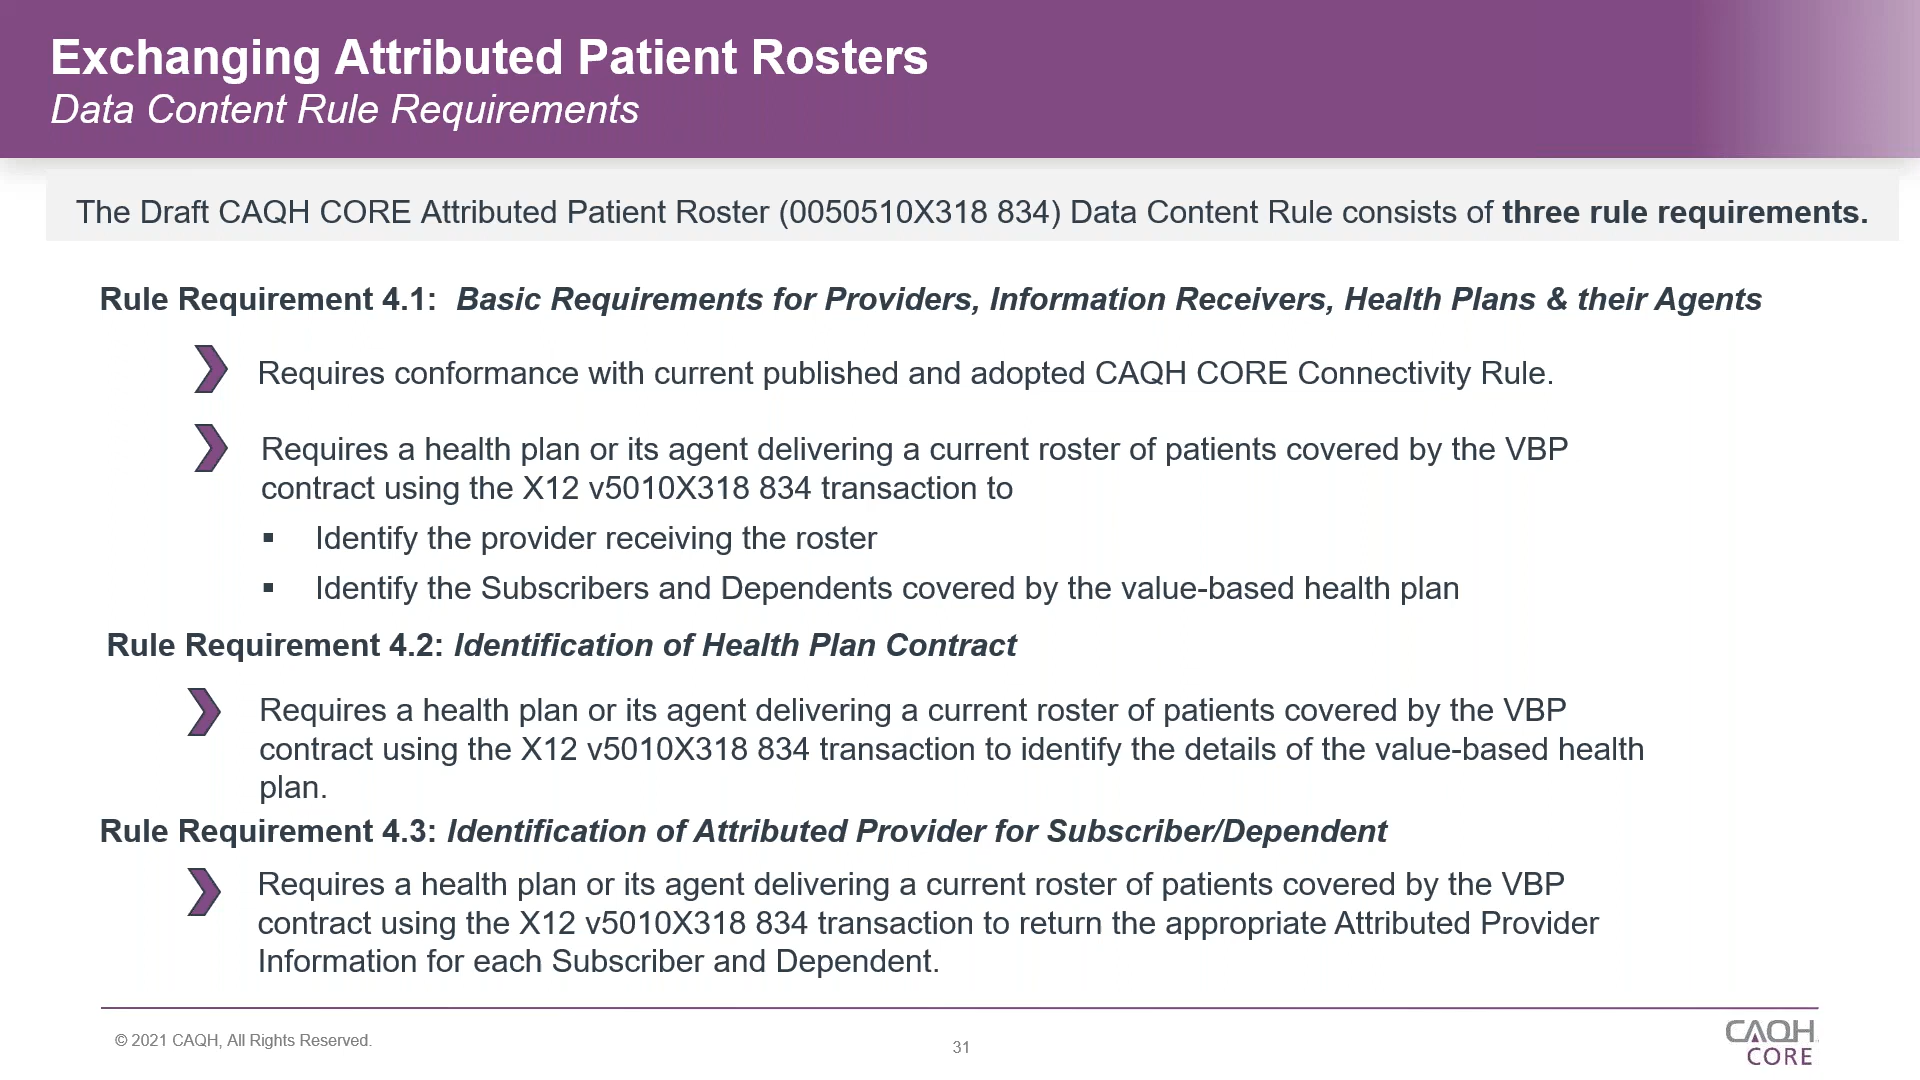 Exchanging Attributed Patient Rosters
Data Content Rule Requirements
The Draft CAQH CORE Attributed Patient Roster (0050510X318 834) Data Content Rule consists of three rule requirements.
Rule Requirement 4.1: Basic Requirements for Providers, Information Receivers, Health Plans & their Agents
Requires conformance with current published and adopted CAQH CORE Connectivity Rule.
Requires a health plan or its agent delivering a current roster of patients covered by the VBP
contract using the X12 v5010X318 834 transaction to
▪ Identify the provider receiving the roster
▪ Identify the Subscribers and Dependents covered by the value-based health plan
Rule Requirement 4.2: Identification of Health Plan Contract
Requires a health plan or its agent delivering a current roster of patients covered by the VBP
contract using the X12 v5010X318 834 transaction to identify the details of the value-based health
plan.
Rule Requirement 4.3: Identification of Attributed Provider for Subscriber/Dependent
Requires a health plan or its agent delivering a current roster of patients covered by the VBP
contract using the X12 v5010X318 834 transaction to return the appropriate Attributed Provider
Information for each Subscriber and Dependent.
© 2021 CAQH, All Rights Reserved.
31
CAQH
CORE